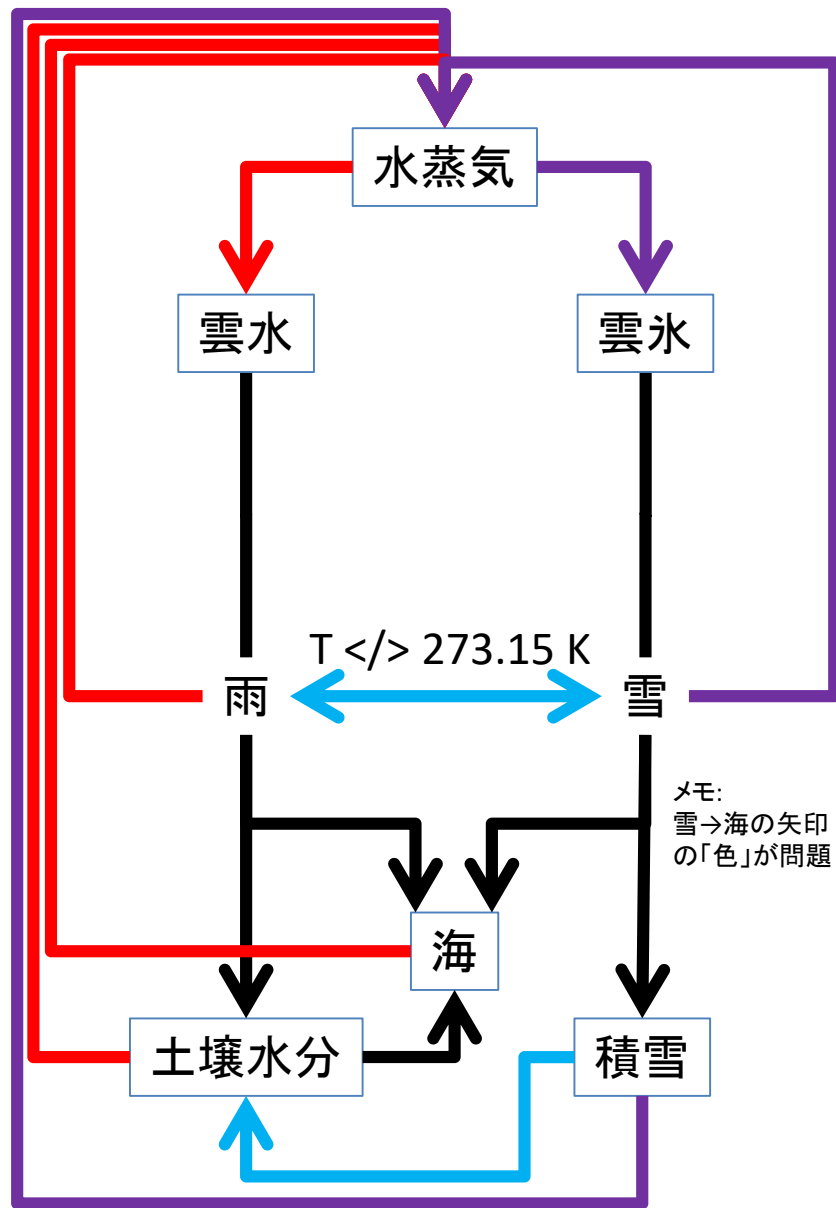 水蒸気
雲水
雲氷
T </> 273.15 K
雨
雪
メモ:
雪→海の矢印
の「色」が問題
海
土壌水分
積雪